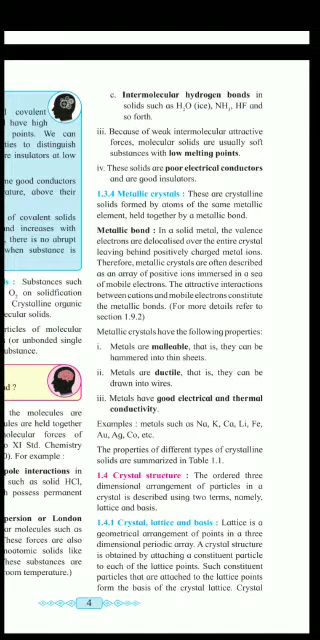 l covalent
l have high
points. We can
ties to distinguish
re insulators at low
me good conductors
rature, above their
of covalent solids
and increases with
, there is no abrupt
when substance is
ls : Substances such
O₂ on solidfication
Crystalline organic
ecular solids.
rticles of molecular
s (or unbonded single
ubstance.
nd ?
the molecules are
ules are held together
nolecular forces of
o XI Std. Chemistry
0). For example :
pole interactions in
such as solid HCl,
h possess permanent
spersion or London
ar molecules such as
These forces are also
noatomic solids like
These substances are
room temperature.)
c. Intermolecular hydrogen bonds in
solids such as H₂O (ice), NH₃, HF and
so forth.
iii. Because of weak intermolecular attractive
forces, molecular solids are usually soft
substances with low melting points.
iv. These solids are poor electrical conductors
and are good insulators.
1.3.4 Metallic crystals : These are crystalline
solids formed by atoms of the same metallic
element, held together by a metallic bond.
Metallic bond : In a solid metal, the valence
electrons are delocalised over the entire crystal
leaving behind positively charged metal ions.
Therefore, metallic crystals are often described
as an array of positive ions immersed in a sea
of mobile electrons. The attractive interactions
between cations and mobile electrons constitute
the metallic bonds. (For more details refer to
section 1.9.2)
Metallic crystals have the following properties:
i. Metals are malleable, that is, they can be
hammered into thin sheets.
ii. Metals are ductile, that is, they can be
drawn into wires.
iii. Metals have good electrical and thermal
conductivity.
Examples : metals such as Na, K, Ca, Li, Fe,
Au, Ag, Co, etc.
The properties of different types of crystalline
solids are summarized in Table 1.1.
1.4 Crystal structure : The ordered three
dimensional arrangement of particles in a
crystal is described using two terms, namely,
lattice and basis.
1.4.1 Crystal, lattice and basis : Lattice is a
geometrical arrangement of points in a three
dimensional periodic array. A crystal structure
is obtained by attaching a constituent particle
to each of the lattice points. Such constituent
particles that are attached to the lattice points
form the basis of the crystal lattice. Crystal
4